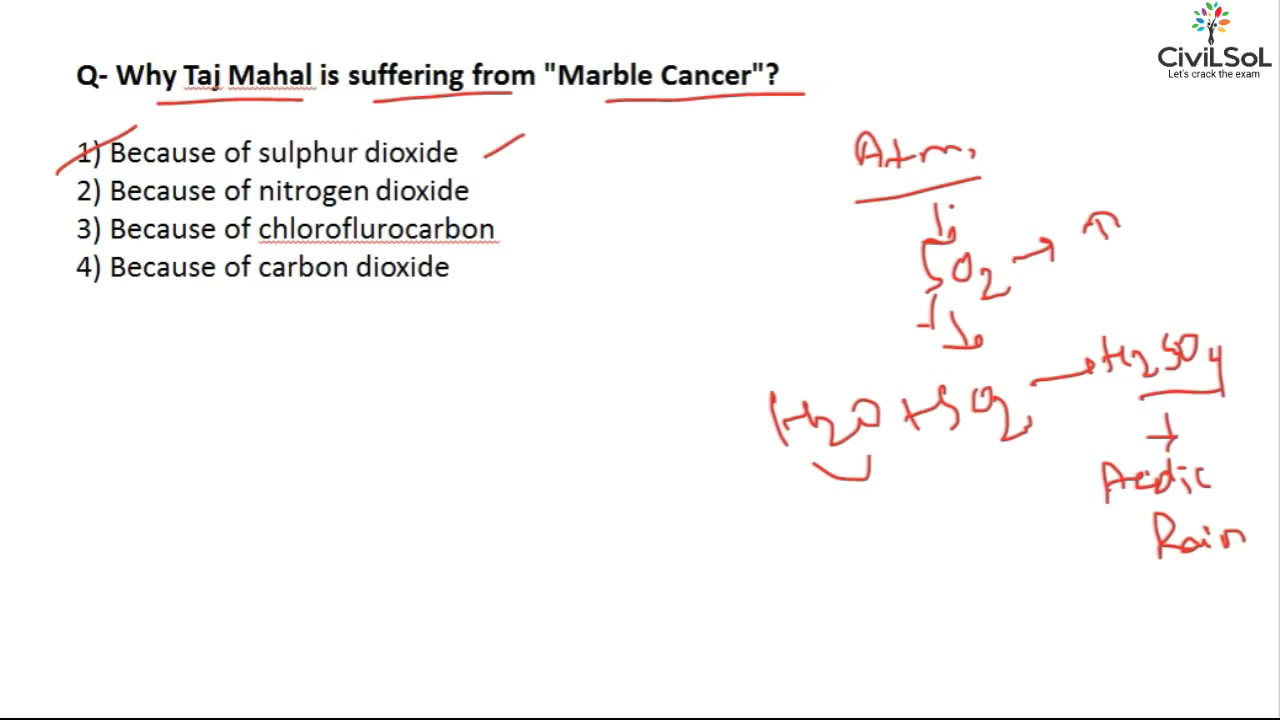 CiviLSoL
Let's crack the exam
Q- Why Taj Mahal is suffering from "Marble Cancer"?
1) Because of sulphur dioxide
2) Because of nitrogen dioxide
3) Because of chloroflurocarbon
4) Because of carbon dioxide
Atm.
SO2 → ↑
H2O + SO2 → H2SO4
Acdic
Rain